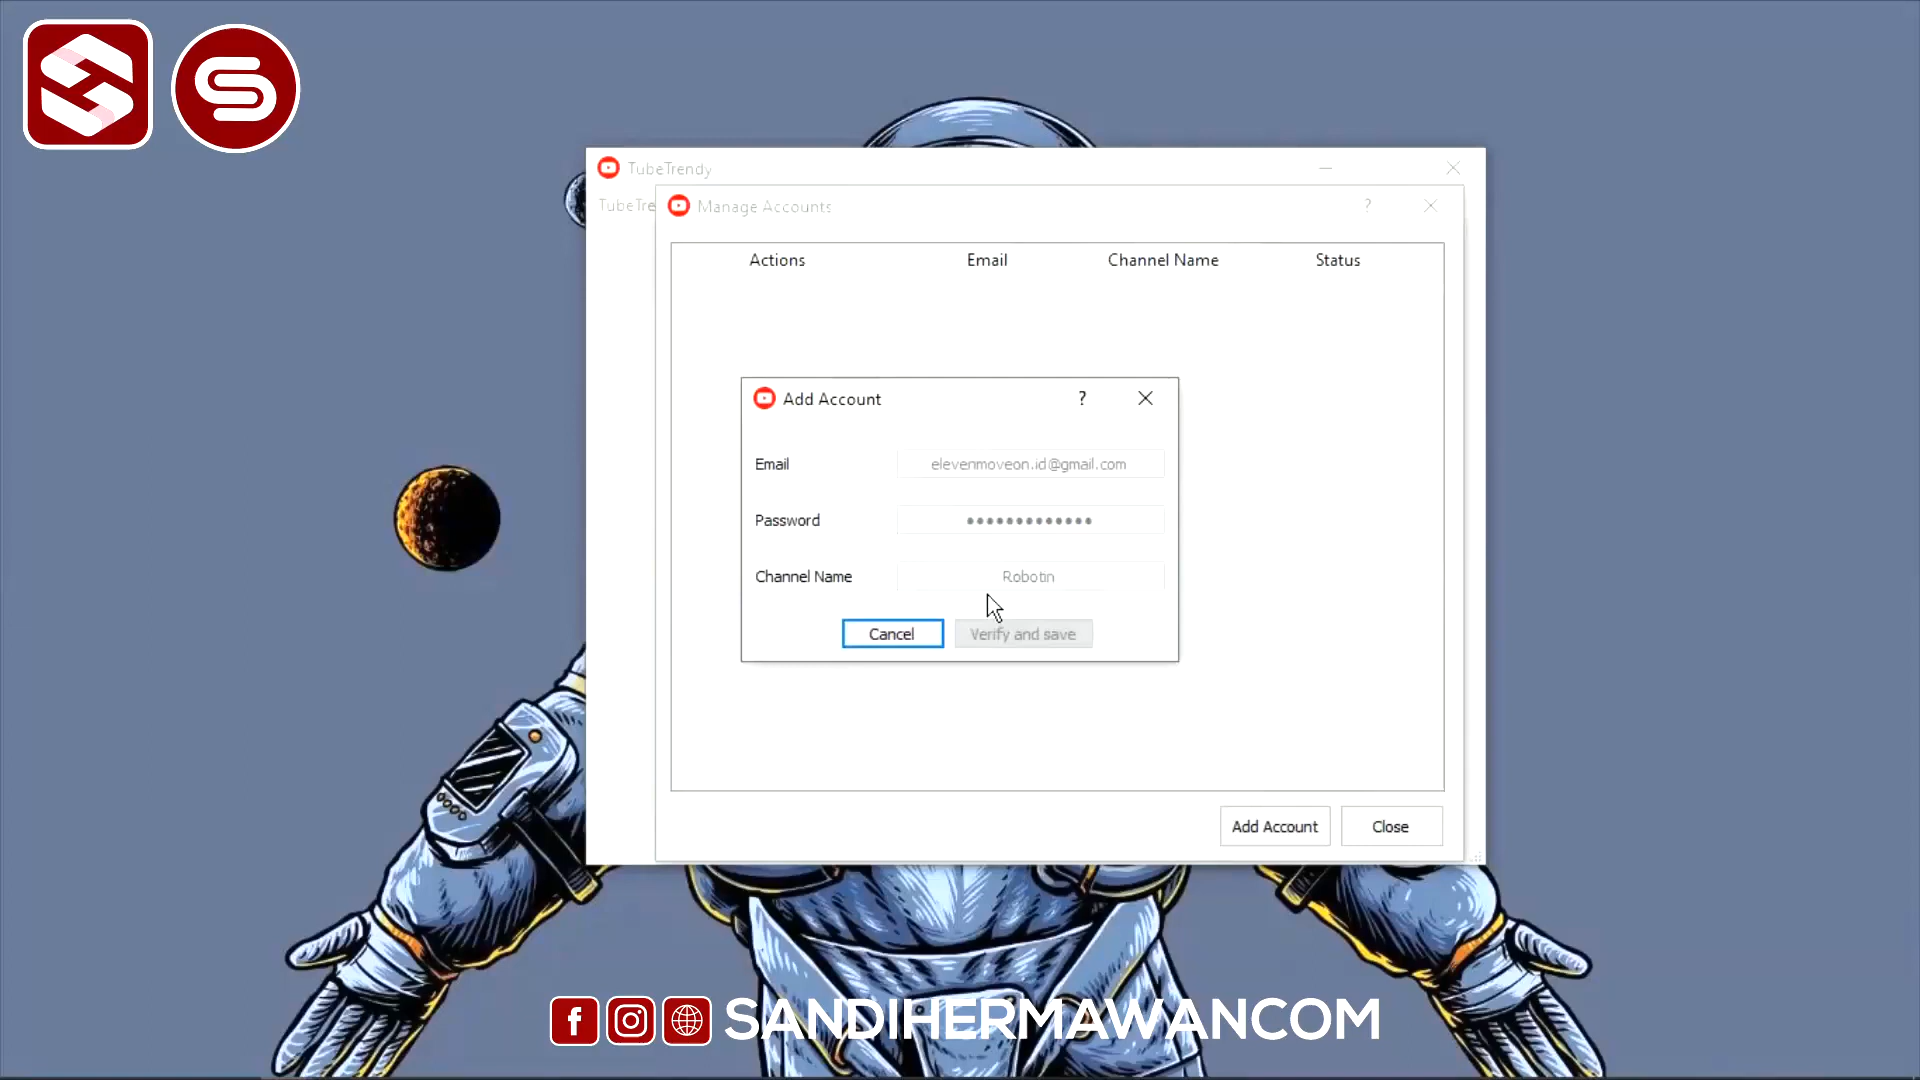 TubeTrendy
TubeTre
Manage Accounts
?
Actions Email Channel Name Status
Add Account
?
Email elevenmoveon.id@gmail.com
Password •••••••••••••
Channel Name Robotin
Cancel Verify and save
Add Account Close
SANDIHERMAWANCOM